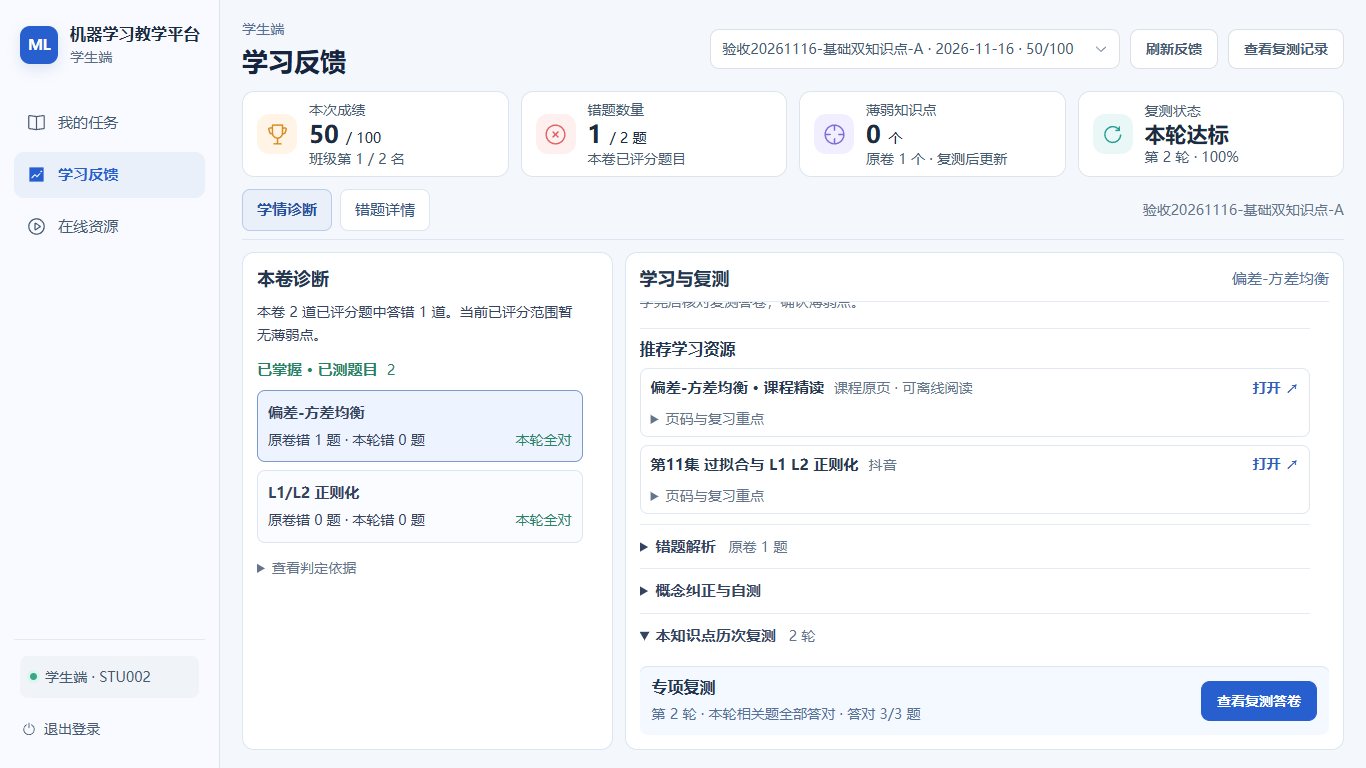 ML
机器学习教学平台
学生端
我的任务
学习反馈
在线资源
学生端 · STU002
退出登录
学生端
学习反馈
验收20261116-基础双知识点-A · 2026-11-16 · 50/100
刷新反馈
查看复测记录
本次成绩
50 / 100
班级第 1 / 2 名
错题数量
1 / 2 题
本卷已评分题目
薄弱知识点
0 个
原卷 1 个 · 复测后更新
复测状态
本轮达标
第 2 轮 · 100%
学情诊断
错题详情
验收20261116-基础双知识点-A
本卷诊断
本卷 2 道已评分题中答错 1 道。当前已评分范围暂
无薄弱点。
已掌握 • 已测题目 2
偏差-方差均衡
原卷错 1 题 · 本轮错 0 题 本轮全对
L1/L2 正则化
原卷错 0 题 · 本轮错 0 题 本轮全对
▶ 查看判定依据
学习与复测
偏差-方差均衡
学完后核对复测答卷，确认薄弱点。
推荐学习资源
偏差-方差均衡 • 课程精读 课程原页 · 可离线阅读 打开 ↗
▶ 页码与复习重点
第11集 过拟合与 L1 L2 正则化 抖音 打开 ↗
▶ 页码与复习重点
▶ 错题解析 原卷 1 题
▶ 概念纠正与自测
▼ 本知识点历次复测 2 轮
专项复测
第 2 轮 · 本轮相关题全部答对 · 答对 3/3 题
查看复测答卷